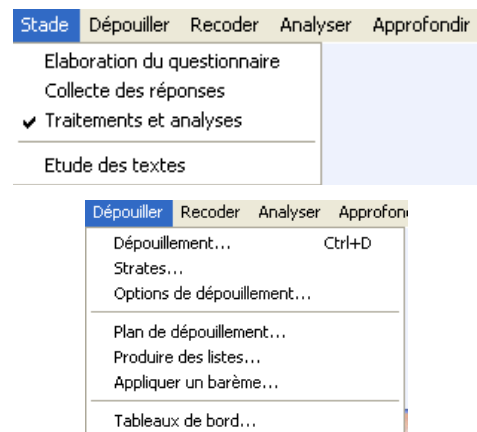 Stade Dépouiller Recoder Analyser Approfondir
Elaboration du questionnaire
Collecte des réponses
✔ Traitements et analyses
Etude des textes
Dépouiller Recoder Analyser Approfon
Dépouillement... Ctrl+D
Strates...
Options de dépouillement...
Plan de dépouillement...
Produire des listes...
Appliquer un barème...
Tableaux de bord...